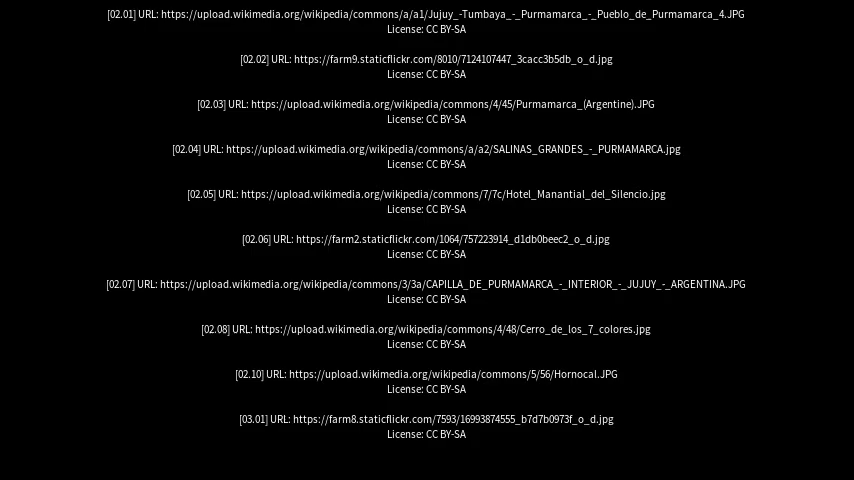 [02.01] URL: https://upload.wikimedia.org/wikipedia/commons/a/a1/Jujuy_-Tumbaya_-_Purmamarca_-_Pueblo_de_Purmamarca_4.JPG
License: CC BY-SA
[02.02] URL: https://farm9.staticflickr.com/8010/7124107447_3cacc3b5db_o_d.jpg
License: CC BY-SA
[02.03] URL: https://upload.wikimedia.org/wikipedia/commons/4/45/Purmamarca_(Argentine).JPG
License: CC BY-SA
[02.04] URL: https://upload.wikimedia.org/wikipedia/commons/a/a2/SALINAS_GRANDES_-_PURMAMARCA.jpg
License: CC BY-SA
[02.05] URL: https://upload.wikimedia.org/wikipedia/commons/7/7c/Hotel_Manantial_del_Silencio.jpg
License: CC BY-SA
[02.06] URL: https://farm2.staticflickr.com/1064/757223914_d1db0beec2_o_d.jpg
License: CC BY-SA
[02.07] URL: https://upload.wikimedia.org/wikipedia/commons/3/3a/CAPILLA_DE_PURMAMARCA_-_INTERIOR_-_JUJUY_-_ARGENTINA.JPG
License: CC BY-SA
[02.08] URL: https://upload.wikimedia.org/wikipedia/commons/4/48/Cerro_de_los_7_colores.jpg
License: CC BY-SA
[02.10] URL: https://upload.wikimedia.org/wikipedia/commons/5/56/Hornocal.JPG
License: CC BY-SA
[03.01] URL: https://farm8.staticflickr.com/7593/16993874555_b7d7b0973f_o_d.jpg
License: CC BY-SA